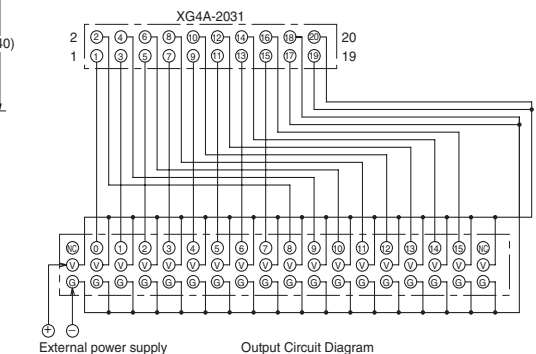 XG4A-2031
40)
2 2 4 6 8 10 12 14 16 18 20 20
1 1 3 5 7 9 11 13 15 17 19 19
NC 0 1 2 3 4 5 6 7 8 9 10 11 12 13 14 15 NC
V V V V V V V V V V V V V V V V V V
G G G G G G G G G G G G G G G G G G
+ −
External power supply Output Circuit Diagram